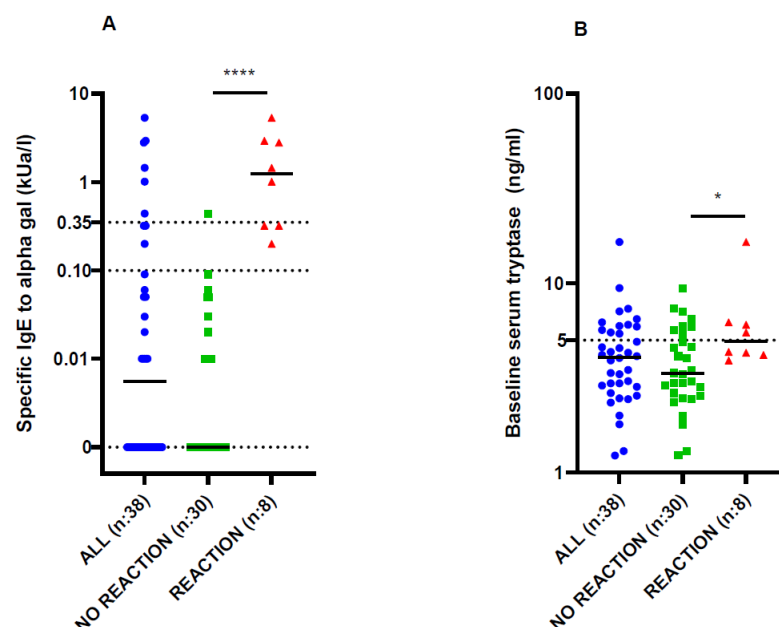 A
Specific IgE to alpha gal (kUa/l)
10
1
0.35
0.10
0.01
0
****
ALL (n:38)
NO REACTION (n:30)
REACTION (n:8)
B
Baseline serum tryptase (ng/ml)
100
10
5
1
*
ALL (n:38)
NO REACTION (n:30)
REACTION (n:8)